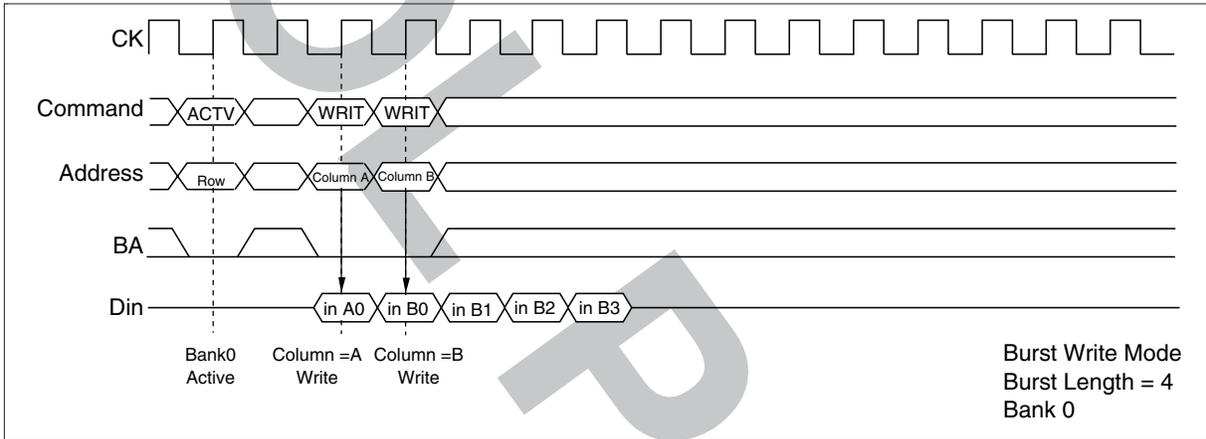 CK
Command ACTV WRIT WRIT
Address Row Column A Column B
BA
Din in A0 in B0 in B1 in B2 in B3
Bank0 Column =A Column =B
Active Write Write
Burst Write Mode
Burst Length = 4
Bank 0